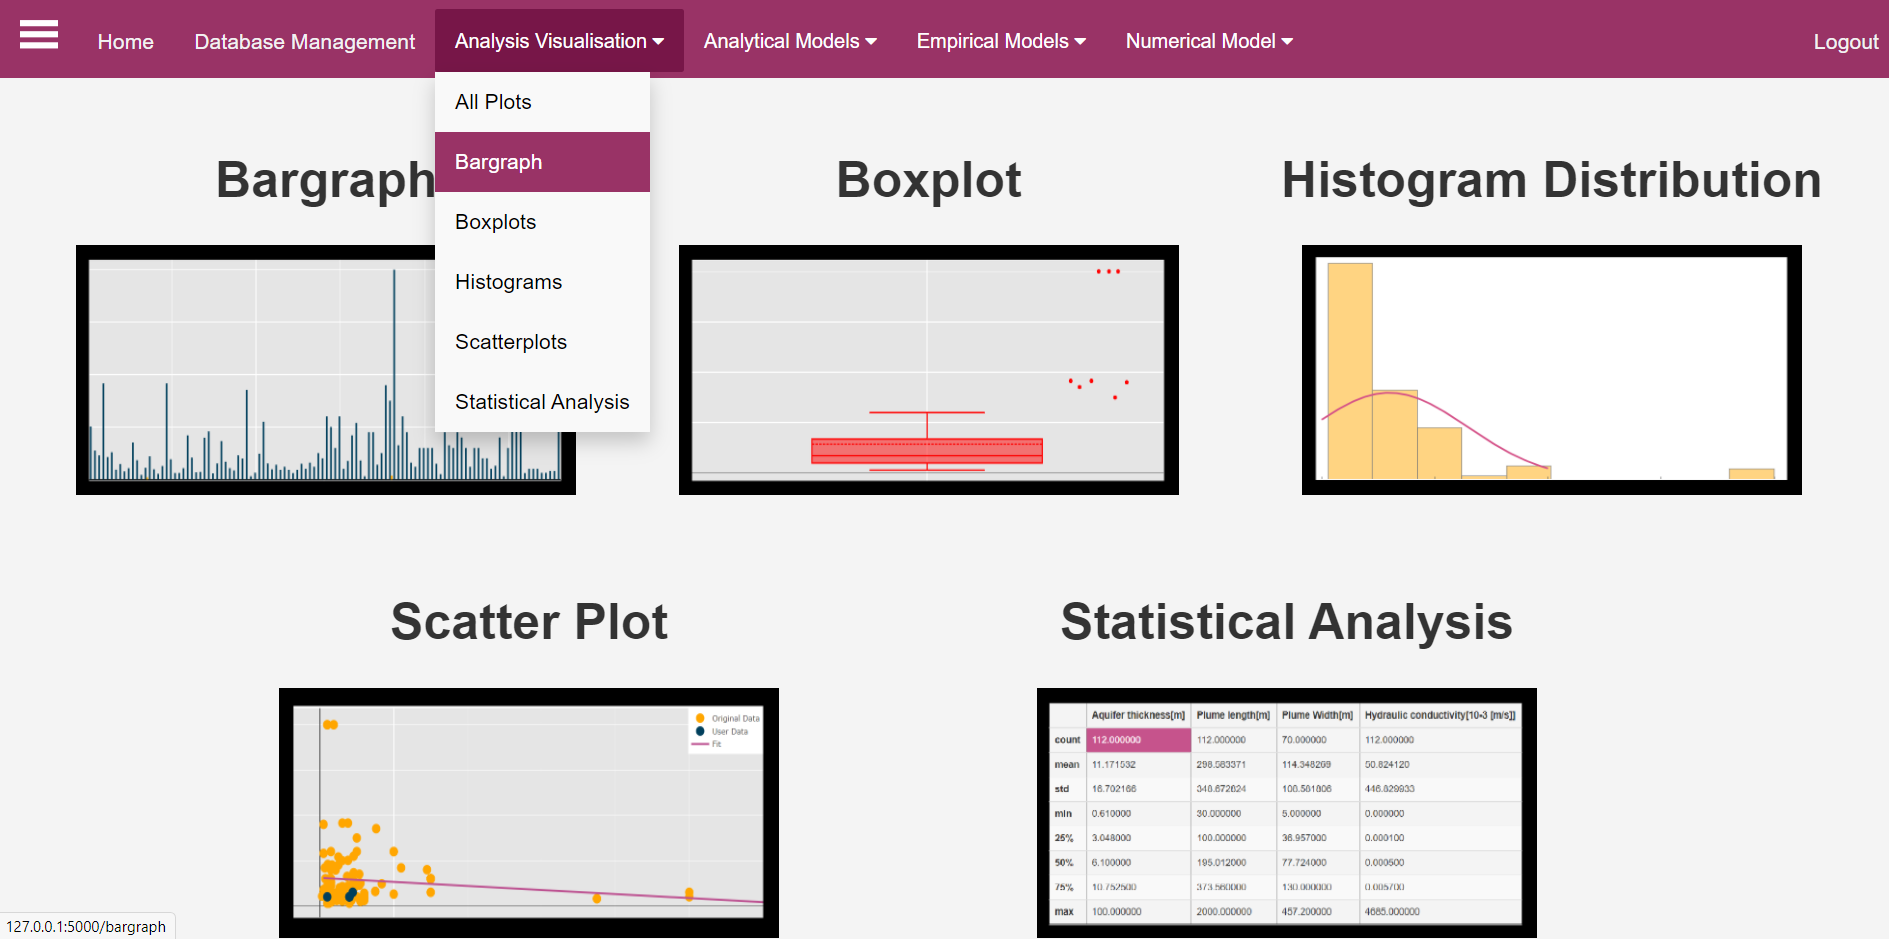 Home Database Management Analysis Visualisation Analytical Models Empirical Models Numerical Model Logout
All Plots
Bargraph
Boxplots
Histograms
Scatterplots
Statistical Analysis
Bargraph Boxplot Histogram Distribution
Scatter Plot Statistical Analysis
Original Data
User Data
Fit
Aquifer thickness[m] Plume length[m] Plume Width[m] Hydraulic conductivity[10-3 [m/s]]
count 112.000000 112.000000 70.000000 112.000000
mean 11.171532 298.583371 114.348269 50.824120
std 16.702166 348.672824 108.581806 446.829933
min 0.610000 30.000000 5.000000 0.000000
25% 3.048000 100.000000 36.957000 0.000100
50% 6.100000 195.012000 77.724000 0.000500
75% 10.752500 373.560000 130.000000 0.005700
max 100.000000 2000.000000 457.200000 4685.000000
127.0.0.1:5000/bargraph